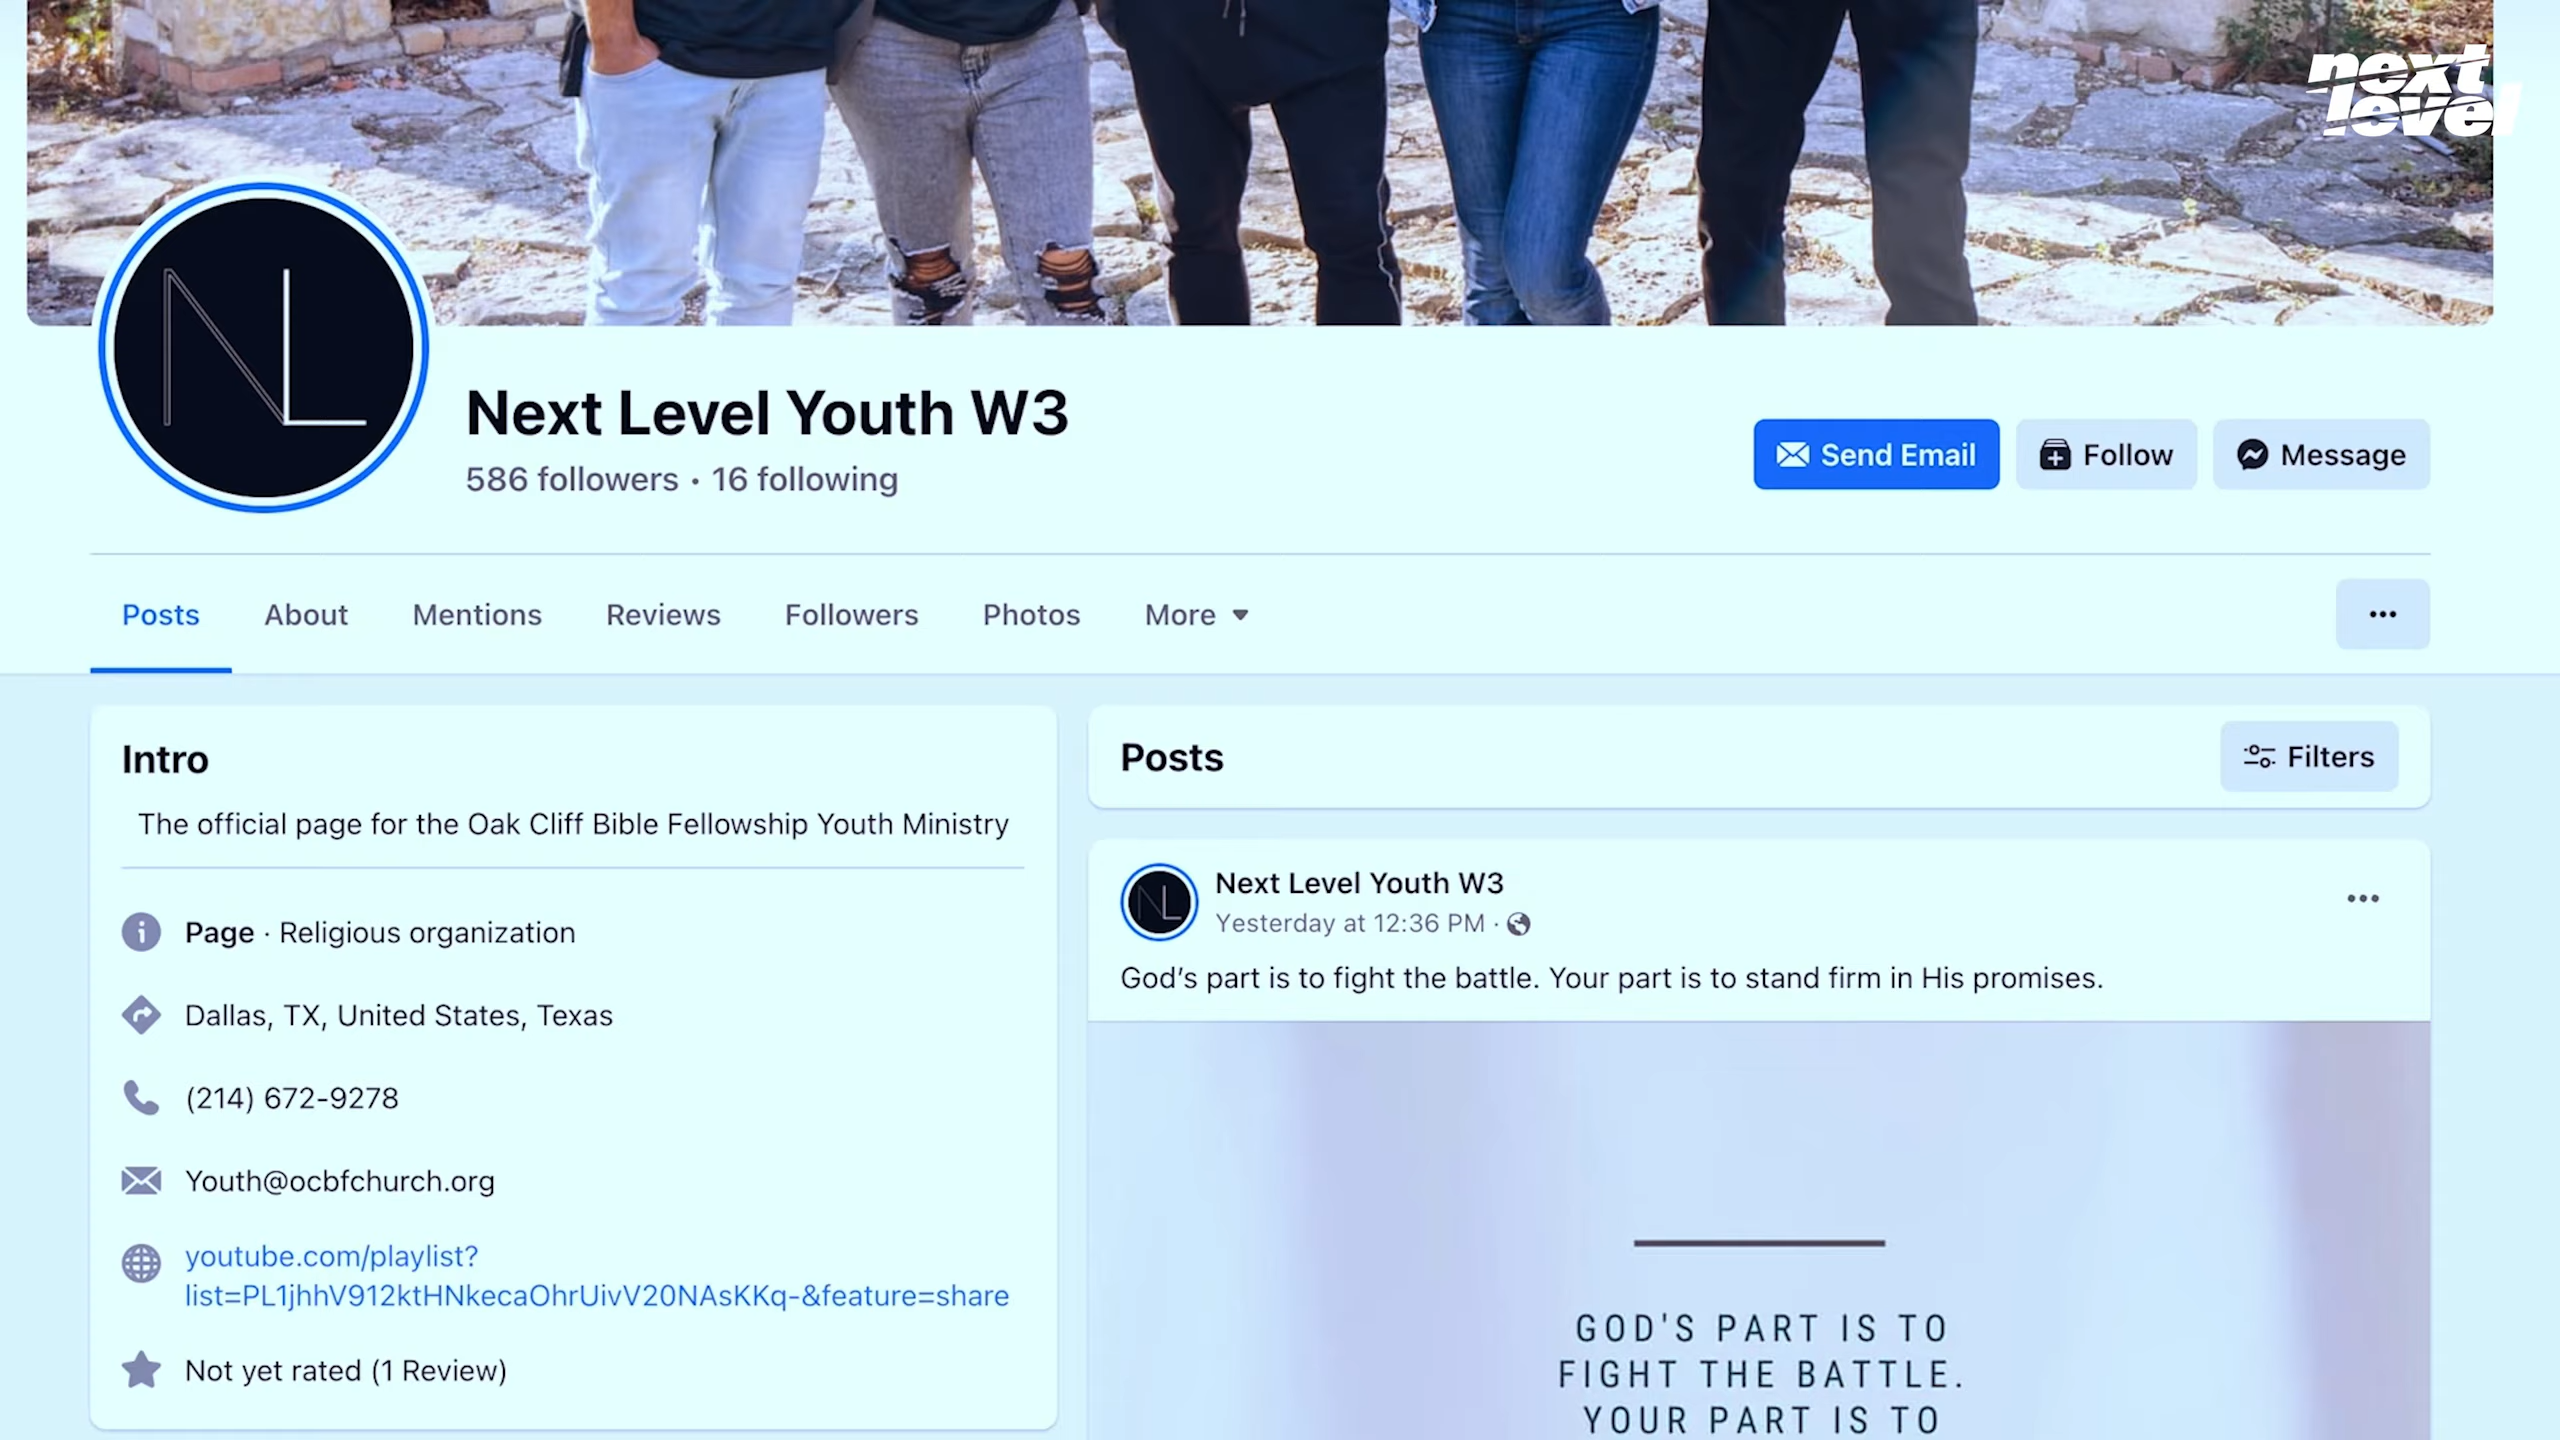 next
level
NL
Next Level Youth W3
586 followers • 16 following
Send Email
Follow
Message
Posts
About
Mentions
Reviews
Followers
Photos
More
Intro
The official page for the Oak Cliff Bible Fellowship Youth Ministry
Page · Religious organization
Dallas, TX, United States, Texas
(214) 672-9278
Youth@ocbfchurch.org
youtube.com/playlist?
list=PL1jhhV912ktHNkecaOhrUivV20NAsKKq-&feature=share
Not yet rated (1 Review)
Posts
Filters
NL
Next Level Youth W3
Yesterday at 12:36 PM ·
God's part is to fight the battle. Your part is to stand firm in His promises.
GOD'S PART IS TO
FIGHT THE BATTLE.
YOUR PART IS TO